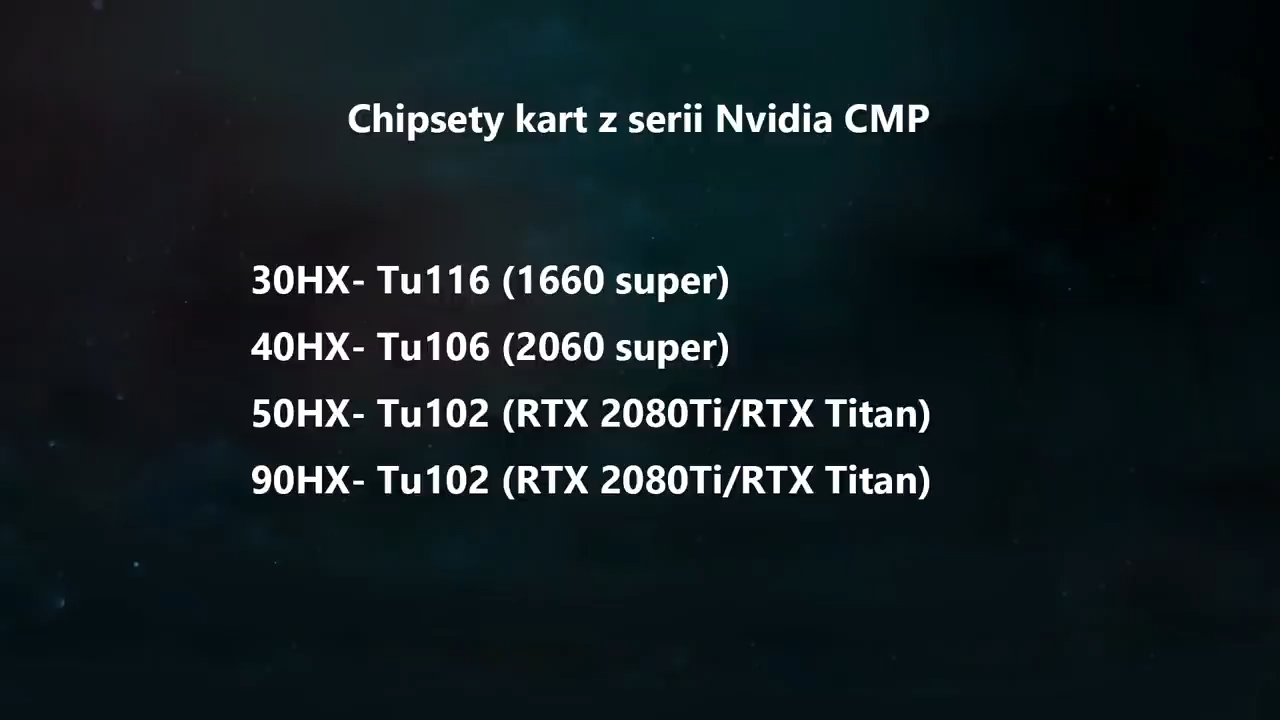 Chipsety kart z serii Nvidia CMP
30HX- Tu116 (1660 super)
40HX- Tu106 (2060 super)
50HX- Tu102 (RTX 2080Ti/RTX Titan)
90HX- Tu102 (RTX 2080Ti/RTX Titan)